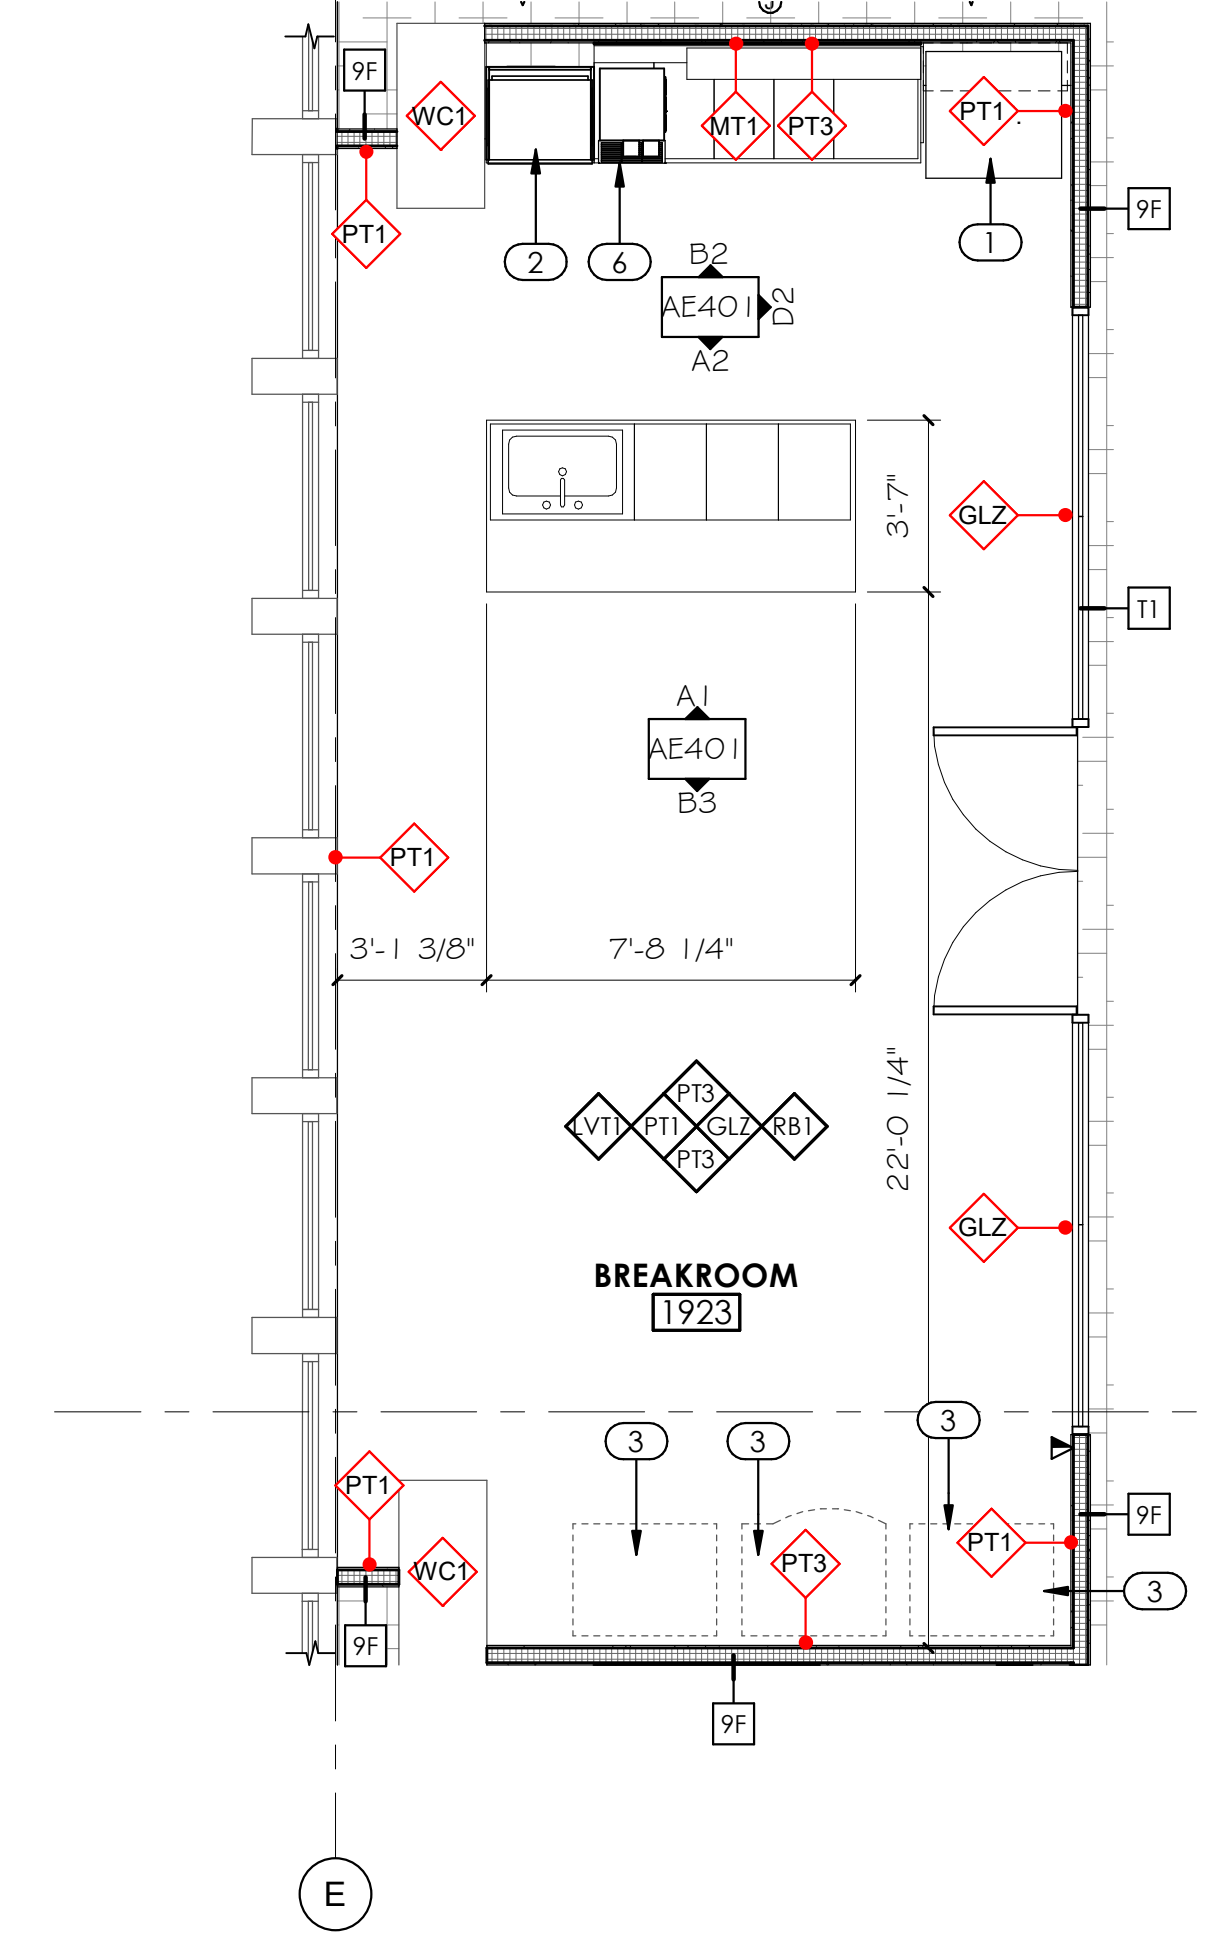 9F
WC1
MT1
PT3
PT1
PT1
9F
2
6
1
B2
AE401
D2
A2
3'-7"
GLZ
T1
A1
AE401
B3
PT1
3'-1 3/8"
7'-8 1/4"
22'-0 1/4"
PT3
LVT1
PT1
GLZ
RB1
PT3
GLZ
BREAKROOM
1923
3
3
3
PT1
9F
WC1
PT3
PT1
3
9F
9F
E